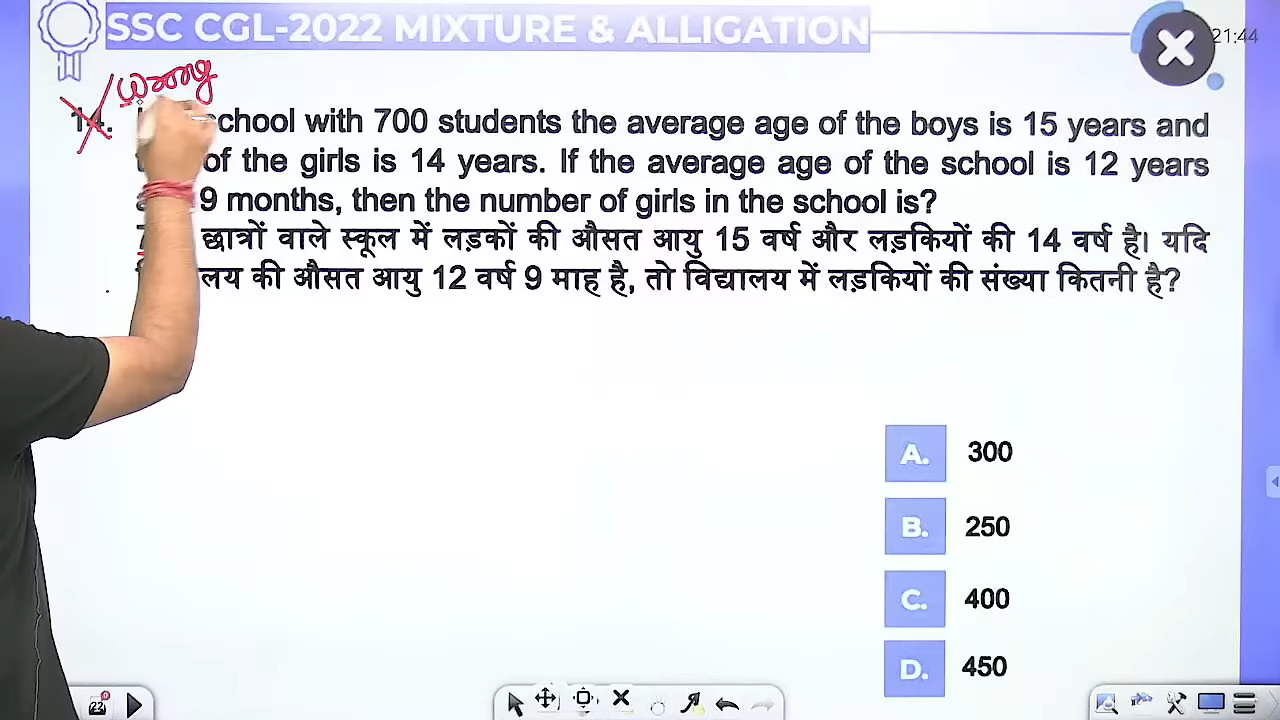 SSC CGL-2022 MIXTURE & ALLIGATION
21:44
Wrong
14. school with 700 students the average age of the boys is 15 years and
of the girls is 14 years. If the average age of the school is 12 years
9 months, then the number of girls in the school is?
छात्रों वाले स्कूल में लड़कों की औसत आयु 15 वर्ष और लड़कियों की 14 वर्ष है। यदि
लय की औसत आयु 12 वर्ष 9 माह है, तो विद्यालय में लड़कियों की संख्या कितनी है?
A. 300
B. 250
C. 400
D. 450
22